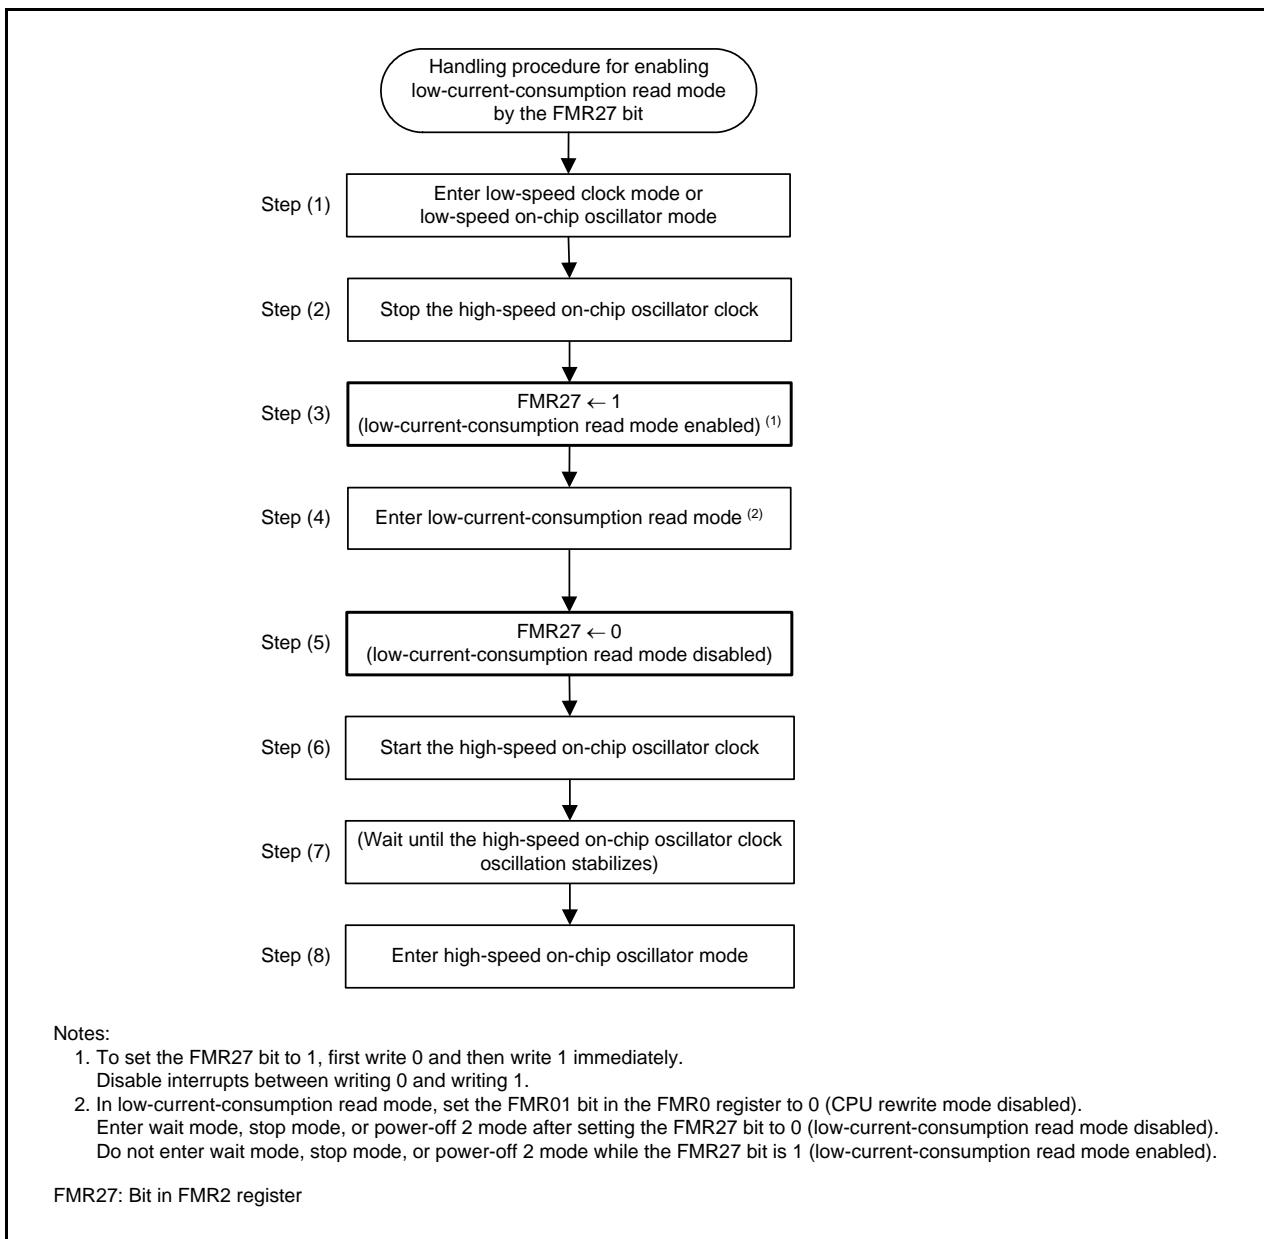 Handling procedure for enabling
low-current-consumption read mode
by the FMR27 bit
Step (1)
Enter low-speed clock mode or
low-speed on-chip oscillator mode
Step (2)
Stop the high-speed on-chip oscillator clock
Step (3)
FMR27 ← 1
(low-current-consumption read mode enabled) (1)
Step (4)
Enter low-current-consumption read mode (2)
Step (5)
FMR27 ← 0
(low-current-consumption read mode disabled)
Step (6)
Start the high-speed on-chip oscillator clock
Step (7)
(Wait until the high-speed on-chip oscillator clock
oscillation stabilizes)
Step (8)
Enter high-speed on-chip oscillator mode
Notes:
1. To set the FMR27 bit to 1, first write 0 and then write 1 immediately.
Disable interrupts between writing 0 and writing 1.
2. In low-current-consumption read mode, set the FMR01 bit in the FMR0 register to 0 (CPU rewrite mode disabled).
Enter wait mode, stop mode, or power-off 2 mode after setting the FMR27 bit to 0 (low-current-consumption read mode disabled).
Do not enter wait mode, stop mode, or power-off 2 mode while the FMR27 bit is 1 (low-current-consumption read mode enabled).
FMR27: Bit in FMR2 register